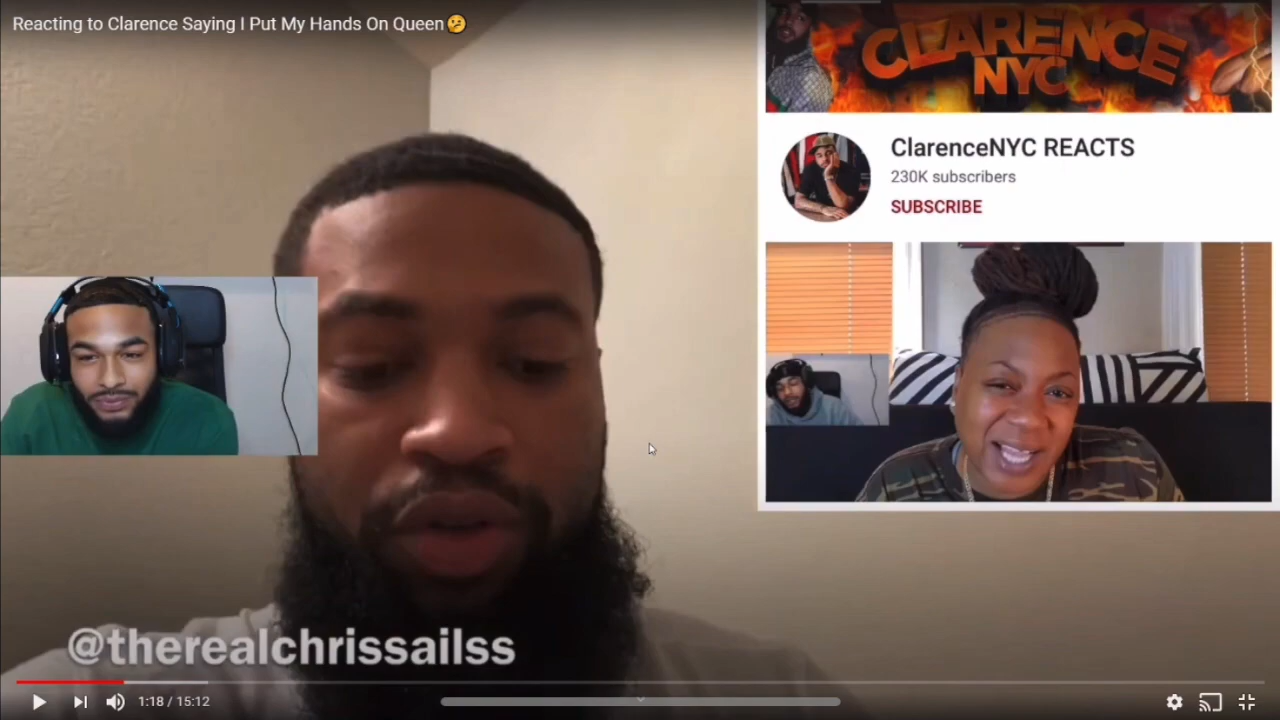 Reacting to Clarence Saying I Put My Hands On Queen🤔
CLARENCE
NYC
ClarenceNYC REACTS
230K subscribers
SUBSCRIBE
@therealchrissailss
1:18 / 15:12